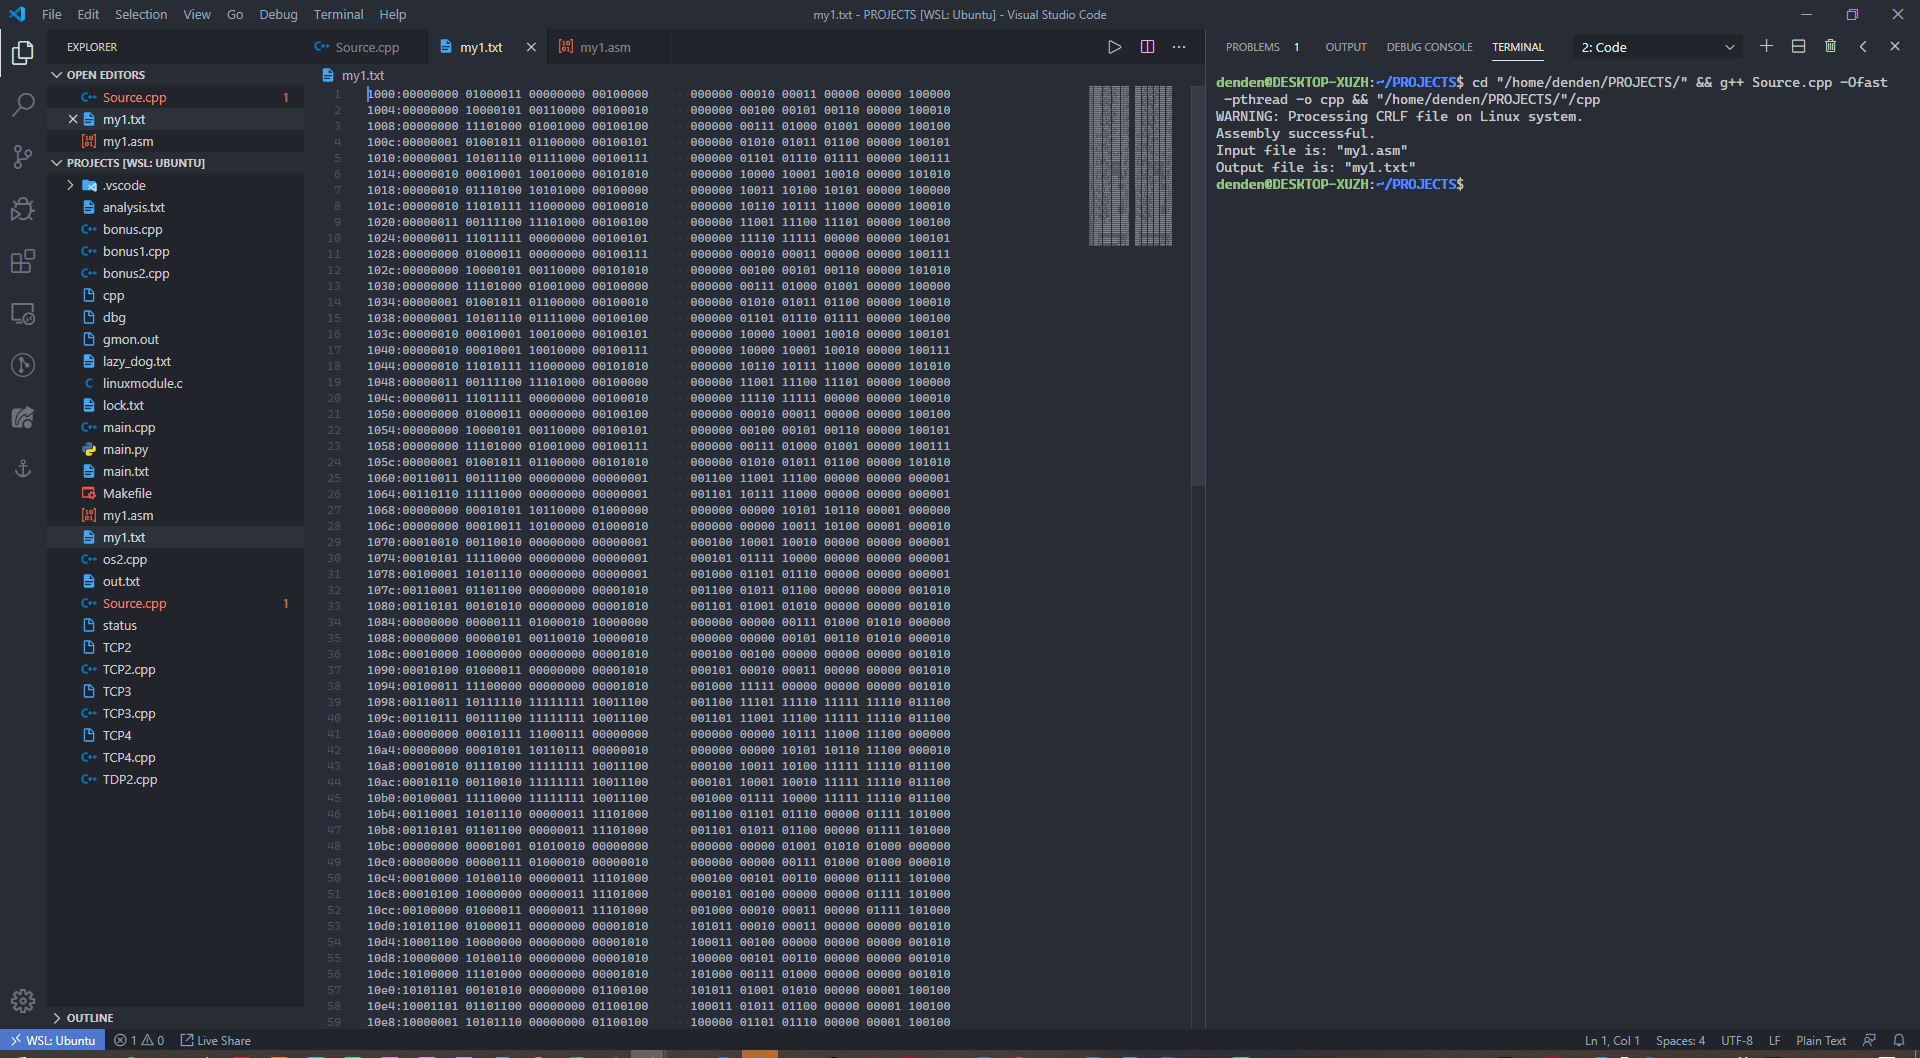 File Edit Selection View Go Debug Terminal Help
my1.txt - PROJECTS [WSL: Ubuntu] - Visual Studio Code
EXPLORER
OPEN EDITORS
Source.cpp 1
my1.txt
my1.asm
PROJECTS [WSL: UBUNTU]
.vscode
analysis.txt
bonus.cpp
bonus1.cpp
bonus2.cpp
cpp
dbg
gmon.out
lazy_dog.txt
linuxmodule.c
lock.txt
main.cpp
main.py
main.txt
Makefile
my1.asm
my1.txt
os2.cpp
out.txt
Source.cpp 1
status
TCP2
TCP2.cpp
TCP3
TCP3.cpp
TCP4
TCP4.cpp
TDP2.cpp
OUTLINE
Source.cpp my1.txt my1.asm
my1.txt
1 1000:00000000 01000011 00000000 00100000 000000 00010 00011 00000 00000 100000
2 1004:00000000 10000101 00110000 00100010 000000 00100 00101 00110 00000 100010
3 1008:00000000 11101000 01001000 00100100 000000 00111 01000 01001 00000 100100
4 100c:00000001 01001011 01100000 00100101 000000 01010 01011 01100 00000 100101
5 1010:00000001 10101110 01111000 00100111 000000 01101 01110 01111 00000 100111
6 1014:00000010 00010001 10010000 00101010 000000 10000 10001 10010 00000 101010
7 1018:00000010 01110100 10101000 00100000 000000 10011 10100 10101 00000 100000
8 101c:00000010 11010111 11000000 00100010 000000 10110 10111 11000 00000 100010
9 1020:00000011 00111100 11101000 00100100 000000 11001 11100 11101 00000 100100
10 1024:00000011 11011111 00000000 00100101 000000 11110 11111 00000 00000 100101
11 1028:00000000 01000011 00000000 00100111 000000 00010 00011 00000 00000 100111
12 102c:00000000 10000101 00110000 00101010 000000 00100 00101 00110 00000 101010
13 1030:00000000 11101000 01001000 00100000 000000 00111 01000 01001 00000 100000
14 1034:00000001 01001011 01100000 00100010 000000 01010 01011 01100 00000 100010
15 1038:00000001 10101110 01111000 00100100 000000 01101 01110 01111 00000 100100
16 103c:00000010 00010001 10010000 00100101 000000 10000 10001 10010 00000 100101
17 1040:00000010 00010001 10010000 00100111 000000 10000 10001 10010 00000 100111
18 1044:00000010 11010111 11000000 00101010 000000 10110 10111 11000 00000 101010
19 1048:00000011 00111100 11101000 00100000 000000 11001 11100 11101 00000 100000
20 104c:00000011 11011111 00000000 00100010 000000 11110 11111 00000 00000 100010
21 1050:00000000 01000011 00000000 00100100 000000 00010 00011 00000 00000 100100
22 1054:00000000 10000101 00110000 00100101 000000 00100 00101 00110 00000 100101
23 1058:00000000 11101000 01001000 00100111 000000 00111 01000 01001 00000 100111
24 105c:00000001 01001011 01100000 00101010 000000 01010 01011 01100 00000 101010
25 1060:00110011 00111100 00000000 00000001 001100 11001 11100 00000 00000 000001
26 1064:00110110 11111000 00000000 00000001 001101 10111 11000 00000 00000 000001
27 1068:00000000 00010101 10110000 01000000 000000 00000 10101 10110 00001 000000
28 106c:00000000 00010011 10100000 01000010 000000 00000 10011 10100 00001 000010
29 1070:00010010 00110010 00000000 00000001 000100 10001 10010 00000 00000 000001
30 1074:00010101 11110000 00000000 00000001 000101 01111 10000 00000 00000 000001
31 1078:00100001 10101110 00000000 00000001 001000 01101 01110 00000 00000 000001
32 107c:00110001 01101100 00000000 00001010 001100 01011 01100 00000 00000 001010
33 1080:00110101 00101010 00000000 00001010 001101 01001 01010 00000 00000 001010
34 1084:00000000 00000111 01000010 10000000 000000 00000 00111 01000 01010 000000
35 1088:00000000 00000101 00110010 10000010 000000 00000 00101 00110 01010 000010
36 108c:00010000 10000000 00000000 00001010 000100 00100 00000 00000 00000 001010
37 1090:00010100 01000011 00000000 00001010 000101 00010 00011 00000 00000 001010
38 1094:00100011 11100000 00000000 00001010 001000 11111 00000 00000 00000 001010
39 1098:00110011 10111110 11111111 10011100 001100 11101 11110 11111 11110 011100
40 109c:00110111 00111100 11111111 10011100 001101 11001 11100 11111 11110 011100
41 10a0:00000000 00010111 11000111 00000000 000000 00000 10111 11000 11100 000000
42 10a4:00000000 00010101 10110111 00000010 000000 00000 10101 10110 11100 000010
43 10a8:00010010 01110100 11111111 10011100 000100 10011 10100 11111 11110 011100
44 10ac:00010110 00110010 11111111 10011100 000101 10001 10010 11111 11110 011100
45 10b0:00100001 11110000 11111111 10011100 001000 01111 10000 11111 11110 011100
46 10b4:00110001 10101110 00000011 11101000 001100 01101 01110 00000 01111 101000
47 10b8:00110101 01101100 00000011 11101000 001101 01011 01100 00000 01111 101000
48 10bc:00000000 00001001 01010010 00000000 000000 00000 01001 01010 01000 000000
49 10c0:00000000 00000111 01000010 00000010 000000 00000 00111 01000 01000 000010
50 10c4:00010000 10100110 00000011 11101000 000100 00101 00110 00000 01111 101000
51 10c8:00010100 10000000 00000011 11101000 000101 00100 00000 00000 01111 101000
52 10cc:00100000 01000011 00000011 11101000 001000 00010 00011 00000 01111 101000
53 10d0:10101100 01000011 00000000 00001010 101011 00010 00011 00000 00000 001010
54 10d4:10001100 10000000 00000000 00001010 100011 00100 00000 00000 00000 001010
55 10d8:10000000 10100110 00000000 00001010 100000 00101 00110 00000 00000 001010
56 10dc:10100000 11101000 00000000 00001010 101000 00111 01000 00000 00000 001010
57 10e0:10101101 00101010 00000000 01100100 101011 01001 01010 00000 00001 100100
58 10e4:10001101 01101100 00000000 01100100 100011 01011 01100 00000 00001 100100
59 10e8:10000001 10101110 00000000 01100100 100000 01101 01110 00000 00001 100100
PROBLEMS 1 OUTPUT DEBUG CONSOLE TERMINAL 2: Code
denden@DESKTOP-XUZH:~/PROJECTS$ cd "/home/denden/PROJECTS/" && g++ Source.cpp -Ofast
-pthread -o cpp && "/home/denden/PROJECTS/"/cpp
WARNING: Processing CRLF file on Linux system.
Assembly successful.
Input file is: "my1.asm"
Output file is: "my1.txt"
denden@DESKTOP-XUZH:~/PROJECTS$
WSL: Ubuntu 1 0 Live Share
Ln 1, Col 1 Spaces: 4 UTF-8 LF Plain Text